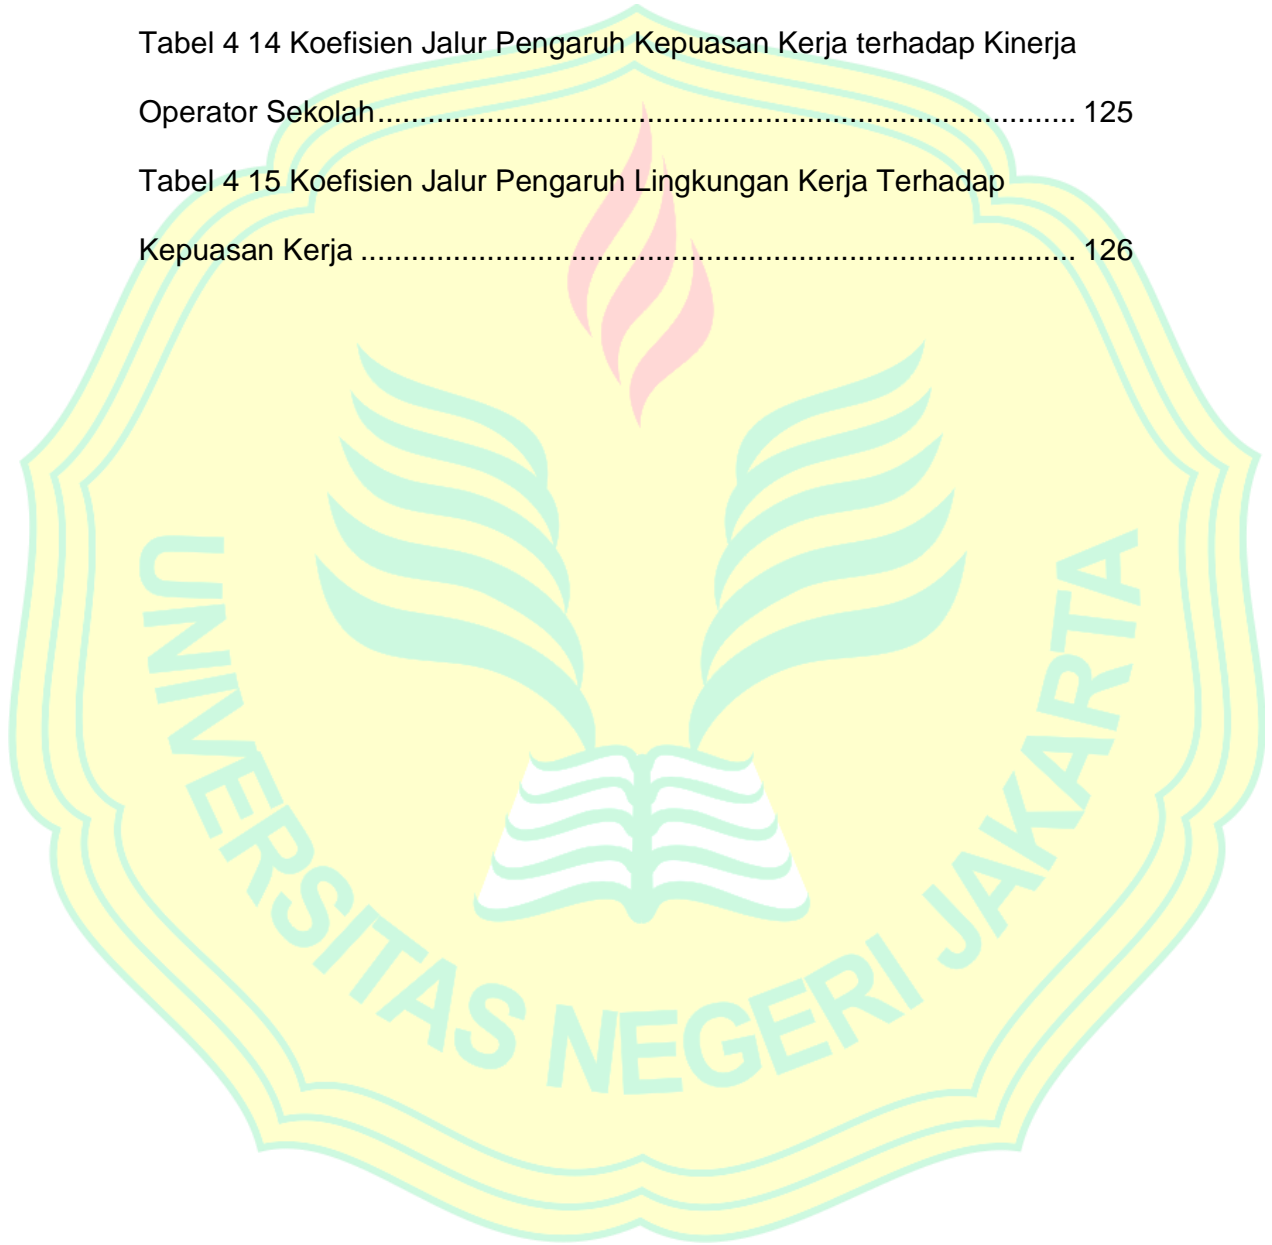 Tabel 4 14 Koefisien Jalur Pengaruh Kepuasan Kerja terhadap Kinerja
Operator Sekolah.................................................................................. 125
Tabel 4 15 Koefisien Jalur Pengaruh Lingkungan Kerja Terhadap
Kepuasan Kerja .................................................................................... 126
UNIVERSITAS NEGERI JAKARTA